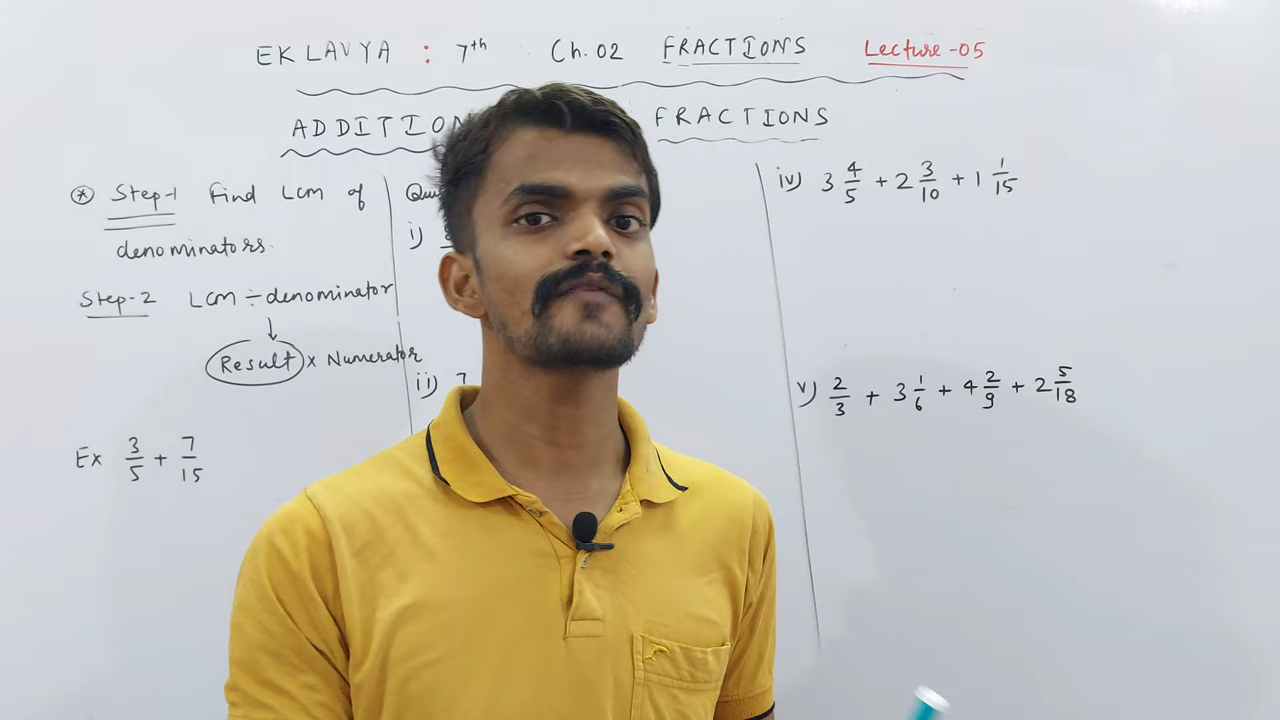 EKLAVYA : 7th Ch.02 FRACTIONS Lecture-05
ADDITION FRACTIONS
* Step-1 Find LCM of
denominators.
Step-2 LCM ÷ denominator
↓
Result × Numerator
Ex 3/5 + 7/15
i)
ii) 7
iv) 3 4/5 + 2 3/10 + 1 1/15
v) 2/3 + 3 1/6 + 4 2/9 + 2 5/18